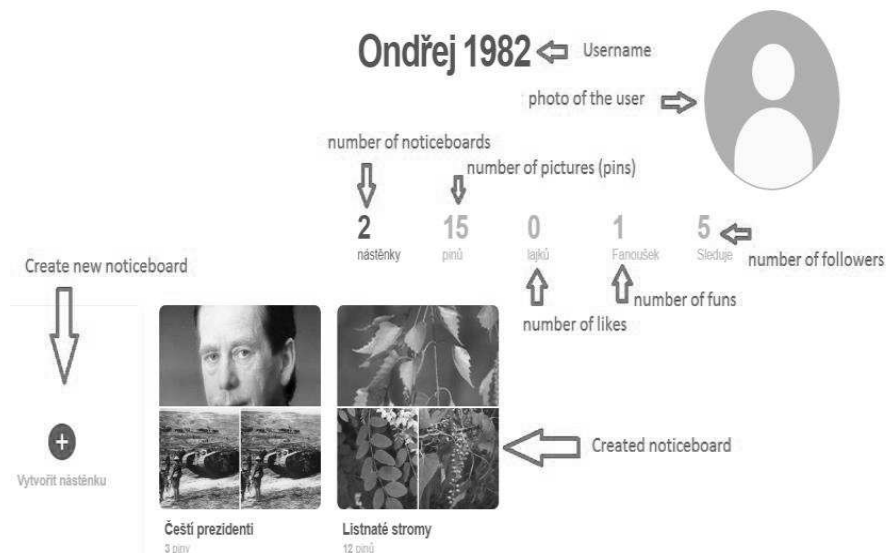 Ondřej 1982
Username
photo of the user
number of noticeboards
number of pictures (pins)
2
15
0
1
5
nástěnky
pinů
lajků
Fanoušek
Sleduje
number of followers
Create new noticeboard
number of funs
number of likes
Created noticeboard
Vytvořit nástěnku
Čeští prezidenti
Listnaté stromy
3 piny
12 pinů